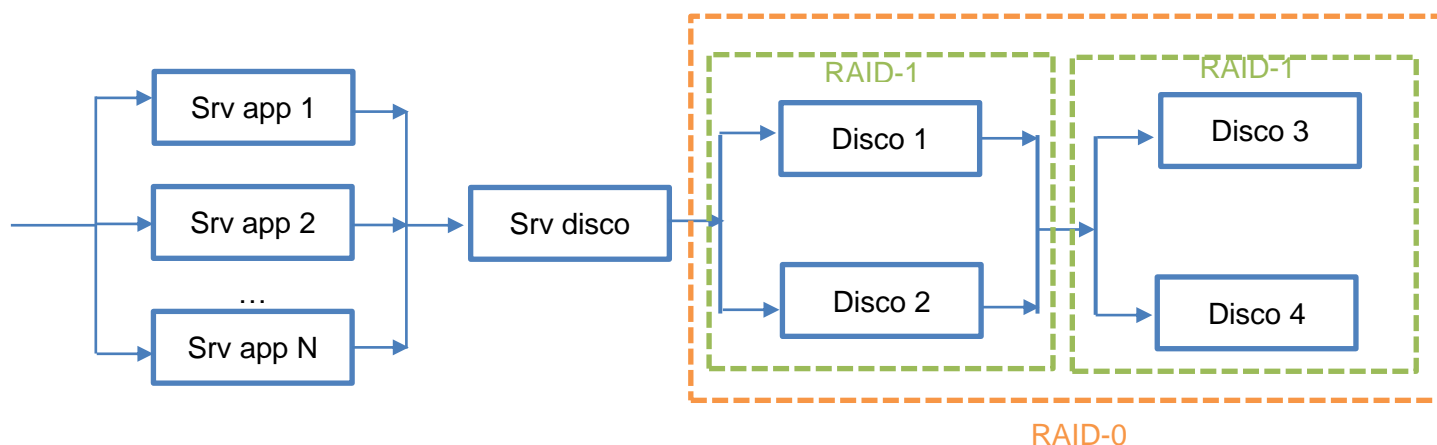 RAID-1
RAID-1
Srv app 1
Disco 1
Disco 3
Srv app 2
Srv disco
…
Disco 2
Disco 4
Srv app N
RAID-0